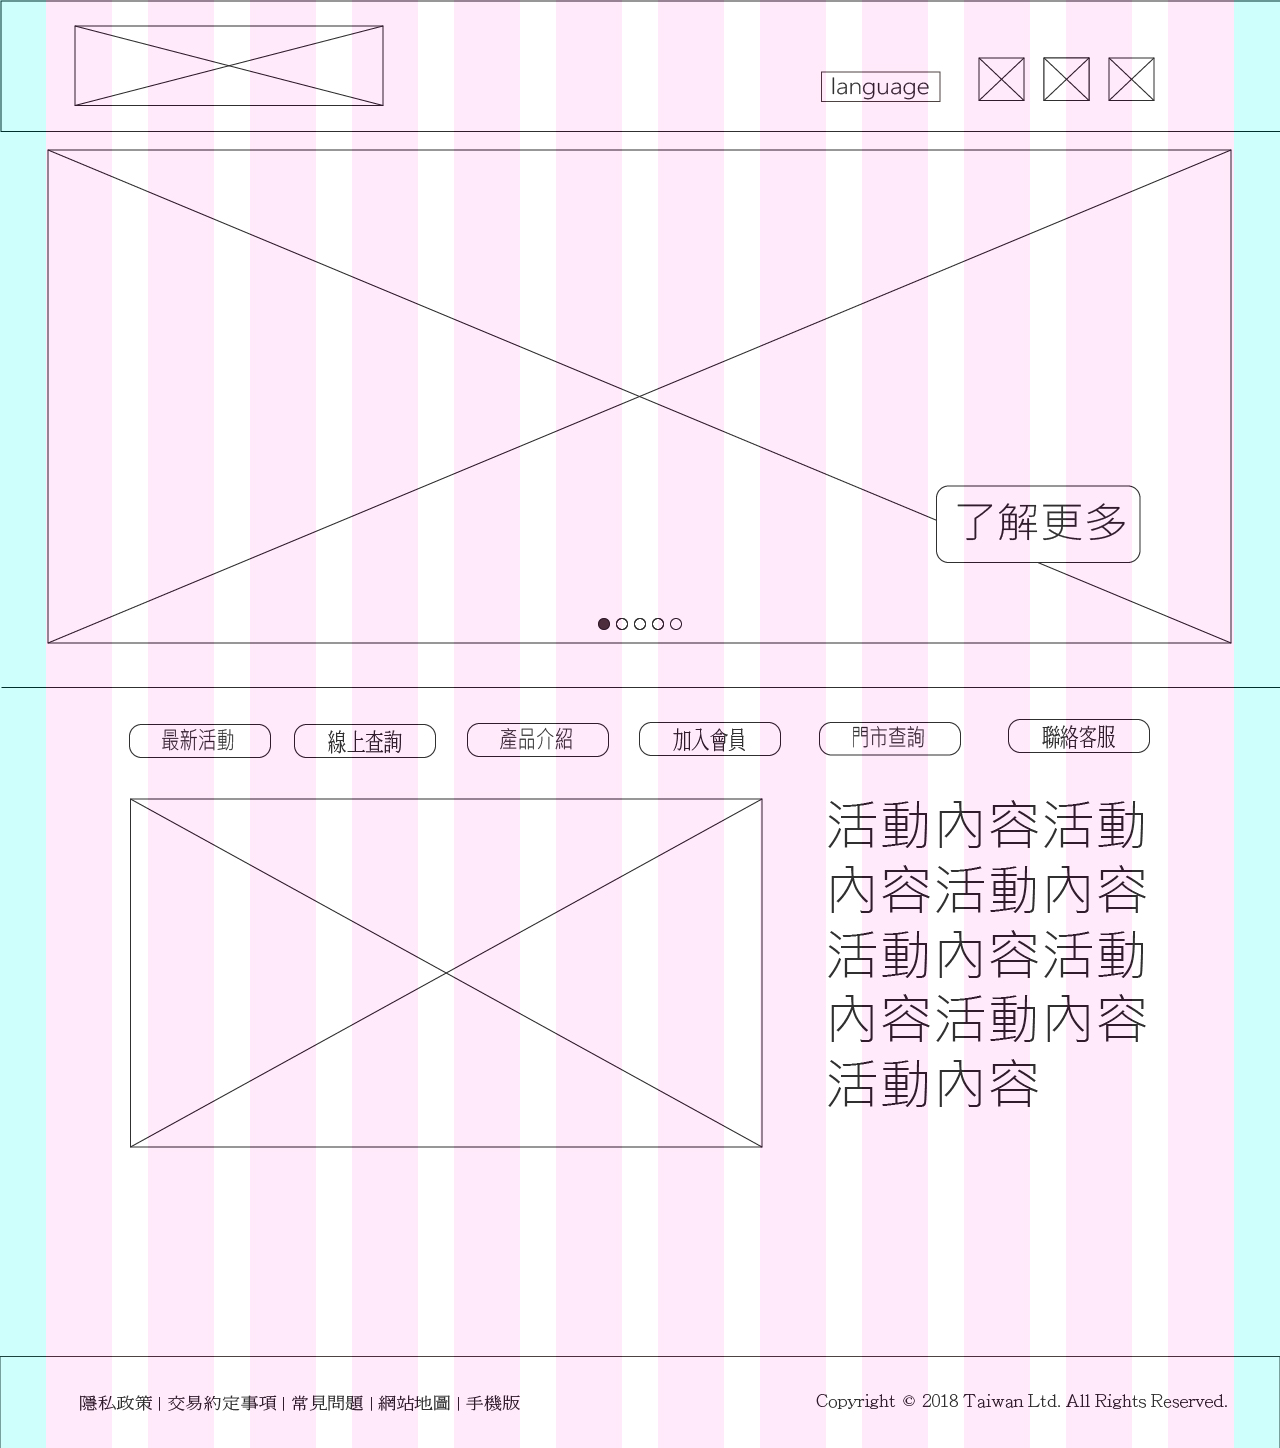 language
了解更多
最新活動
線上查詢
產品介紹
加入會員
門市查詢
聯絡客服
活動內容活動
內容活動內容
活動內容活動
內容活動內容
活動內容
隱私政策 | 交易約定事項 | 常見問題 | 網站地圖 | 手機版
Copyright © 2018 Taiwan Ltd. All Rights Reserved.